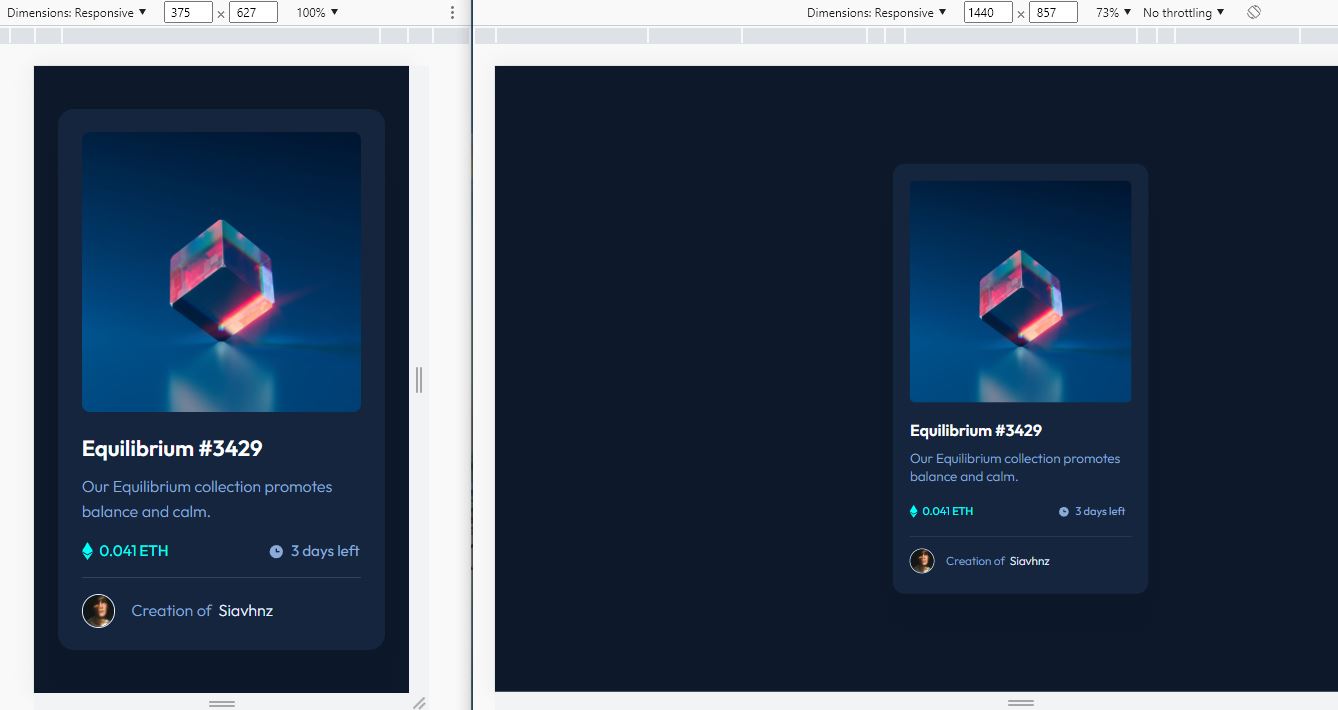 Dimensions: Responsive ▼ 375 × 627 100% ▼
Equilibrium #3429
Our Equilibrium collection promotes
balance and calm.
0.041 ETH 3 days left
Creation of Siavhnz
Dimensions: Responsive ▼ 1440 × 857 73% ▼ No throttling ▼
Equilibrium #3429
Our Equilibrium collection promotes
balance and calm.
0.041 ETH 3 days left
Creation of Siavhnz